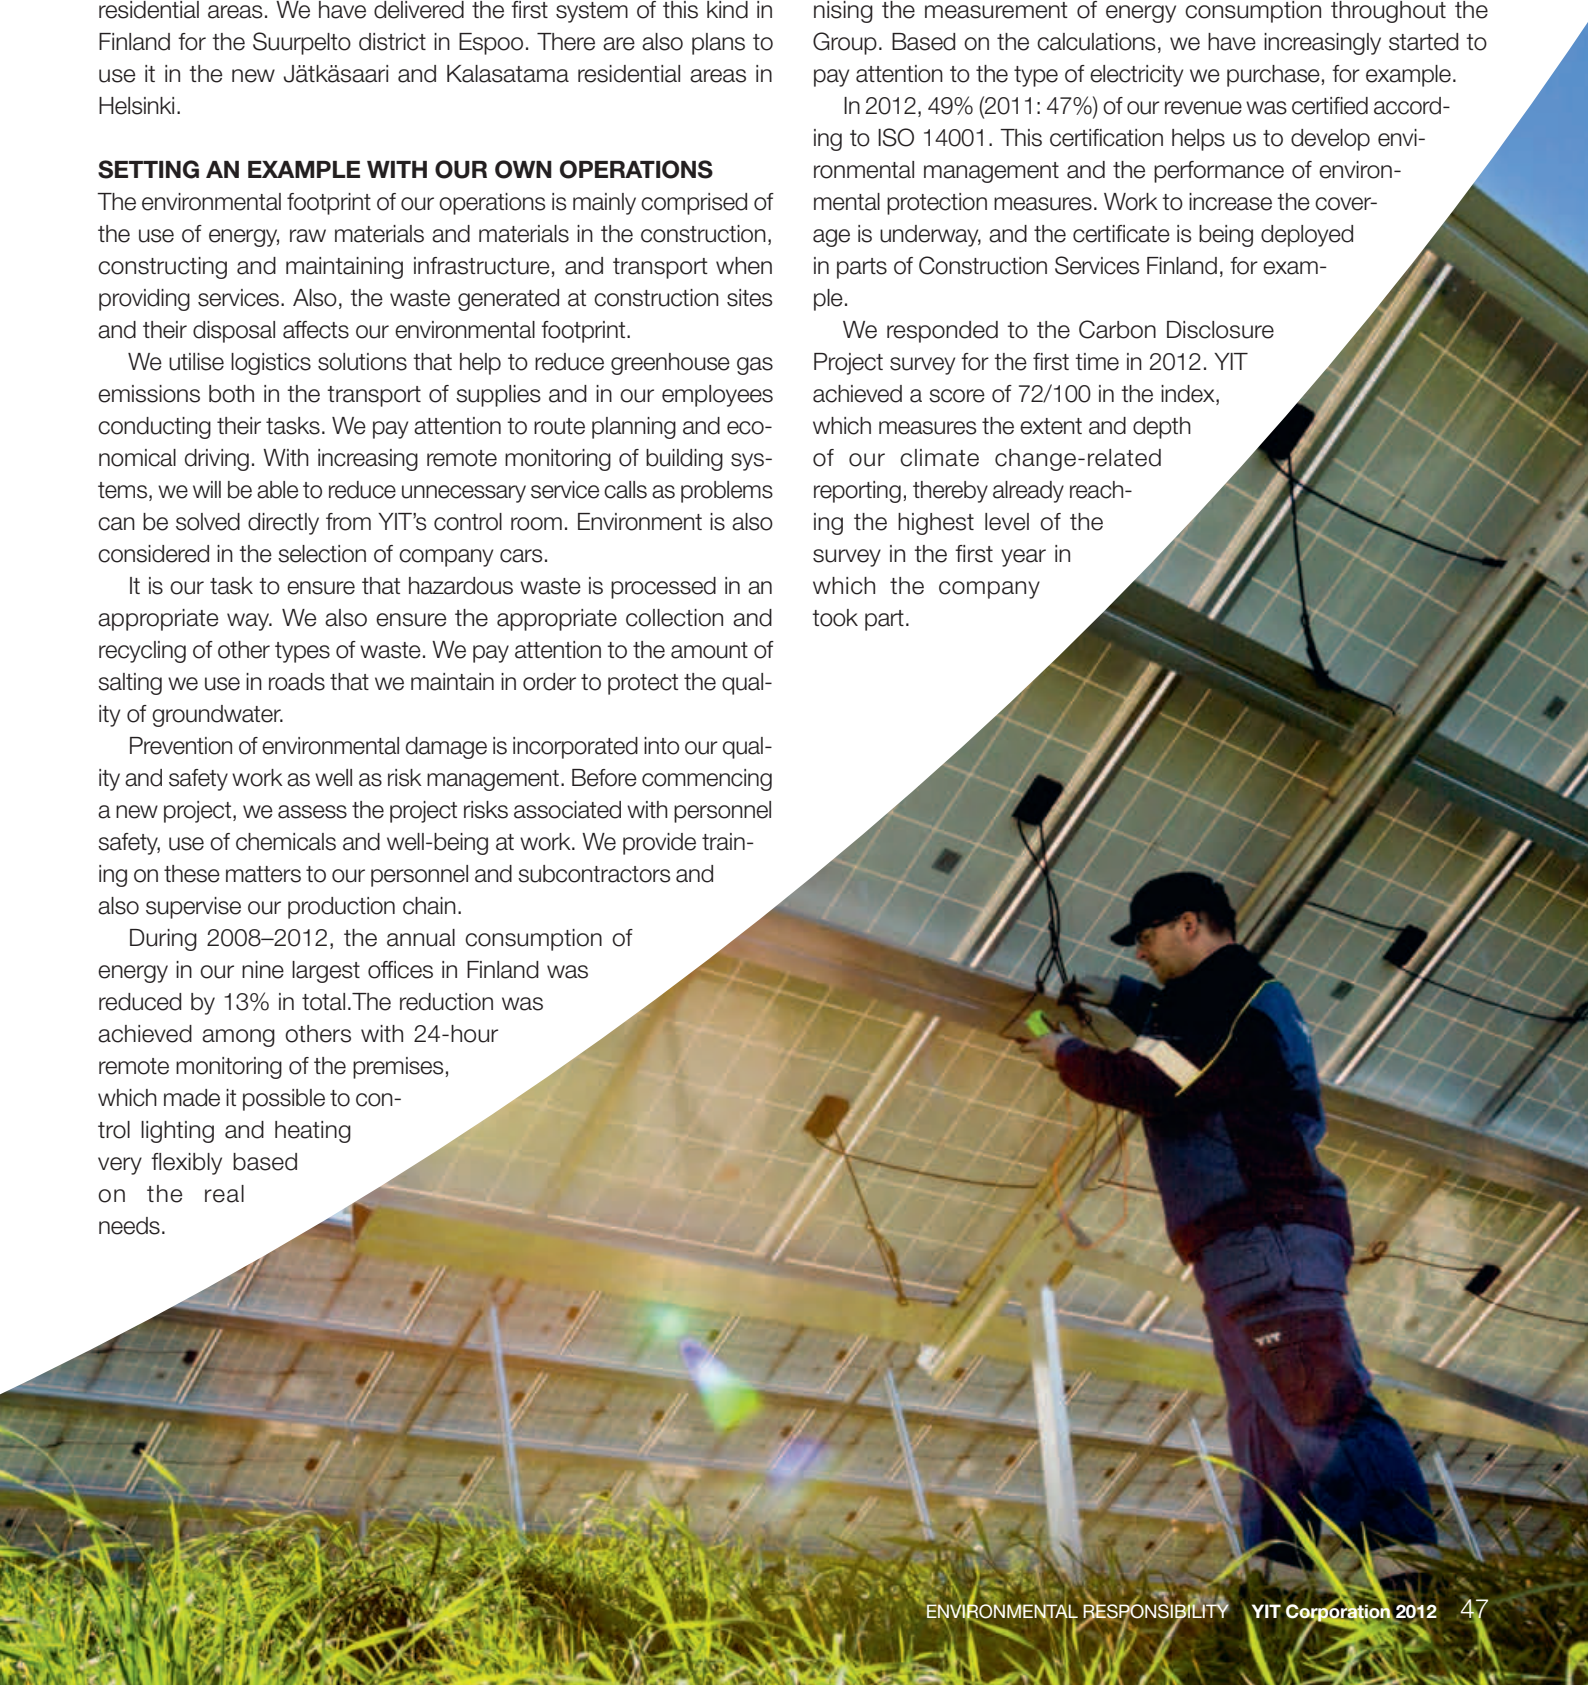 residential areas. We have delivered the first system of this kind in
Finland for the Suurpelto district in Espoo. There are also plans to
use it in the new Jätkäsaari and Kalasatama residential areas in
Helsinki.
SETTING AN EXAMPLE WITH OUR OWN OPERATIONS
The environmental footprint of our operations is mainly comprised of
the use of energy, raw materials and materials in the construction,
constructing and maintaining infrastructure, and transport when
providing services. Also, the waste generated at construction sites
and their disposal affects our environmental footprint.
We utilise logistics solutions that help to reduce greenhouse gas
emissions both in the transport of supplies and in our employees
conducting their tasks. We pay attention to route planning and eco-
nomical driving. With increasing remote monitoring of building sys-
tems, we will be able to reduce unnecessary service calls as problems
can be solved directly from YIT’s control room. Environment is also
considered in the selection of company cars.
It is our task to ensure that hazardous waste is processed in an
appropriate way. We also ensure the appropriate collection and
recycling of other types of waste. We pay attention to the amount of
salting we use in roads that we maintain in order to protect the qual-
ity of groundwater.
Prevention of environmental damage is incorporated into our qual-
ity and safety work as well as risk management. Before commencing
a new project, we assess the project risks associated with personnel
safety, use of chemicals and well-being at work. We provide train-
ing on these matters to our personnel and subcontractors and
also supervise our production chain.
During 2008–2012, the annual consumption of
energy in our nine largest offices in Finland was
reduced by 13% in total.The reduction was
achieved among others with 24-hour
remote monitoring of the premises,
which made it possible to con-
trol lighting and heating
very flexibly based
on the real
needs.
nising the measurement of energy consumption throughout the
Group. Based on the calculations, we have increasingly started to
pay attention to the type of electricity we purchase, for example.
In 2012, 49% (2011: 47%) of our revenue was certified accord-
ing to ISO 14001. This certification helps us to develop envi-
ronmental management and the performance of environ-
mental protection measures. Work to increase the cover-
age is underway, and the certificate is being deployed
in parts of Construction Services Finland, for exam-
ple.
We responded to the Carbon Disclosure
Project survey for the first time in 2012. YIT
achieved a score of 72/100 in the index,
which measures the extent and depth
of our climate change-related
reporting, thereby already reach-
ing the highest level of the
survey in the first year in
which the company
took part.
YIT
ENVIRONMENTAL RESPONSIBILITY YIT Corporation 2012 47